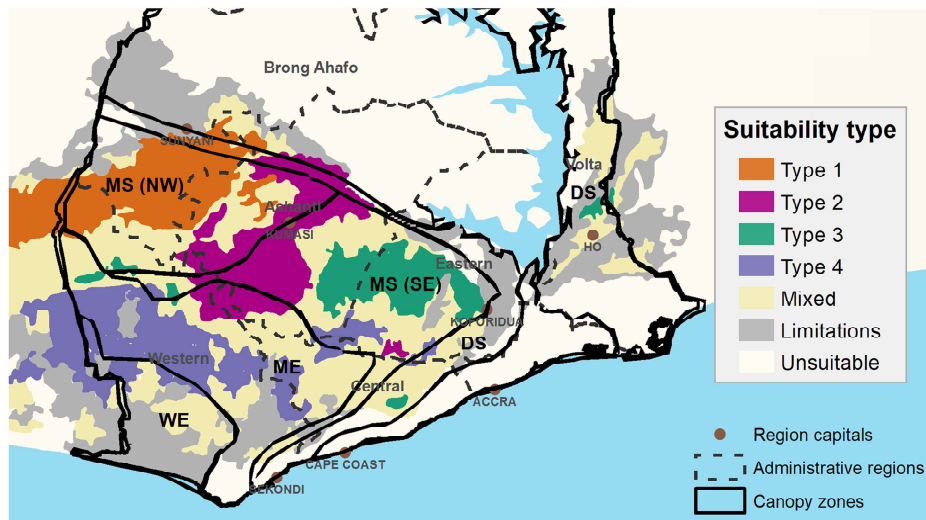 Brong Ahafo
SUNYANI
MS (NW)
Volta
DS
Ashanti
KUMASI
HO
Eastern
MS (SE)
KOFORIDUA
DS
Western
ME
Central
ACCRA
WE
CAPE COAST
SEKONDI
Suitability type
Type 1
Type 2
Type 3
Type 4
Mixed
Limitations
Unsuitable
Region capitals
Administrative regions
Canopy zones